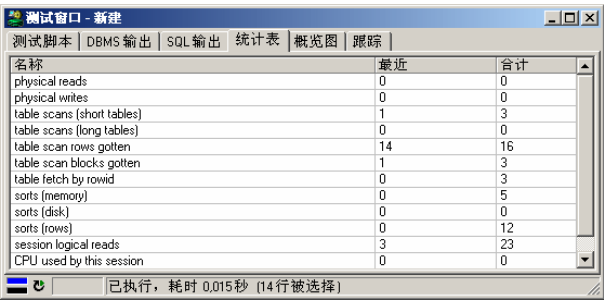 测试窗口 - 新建
测试脚本 DBMS 输出 SQL 输出 统计表 概览图 跟踪
名称 最近 合计
physical reads 0 0
physical writes 0 0
table scans (short tables) 1 3
table scans (long tables) 0 0
table scan rows gotten 14 16
table scan blocks gotten 1 3
table fetch by rowid 0 3
sorts (memory) 0 5
sorts (disk) 0 0
sorts (rows) 0 12
session logical reads 3 23
CPU used by this session 0 0
已执行，耗时 0,015秒 (14行被选择)